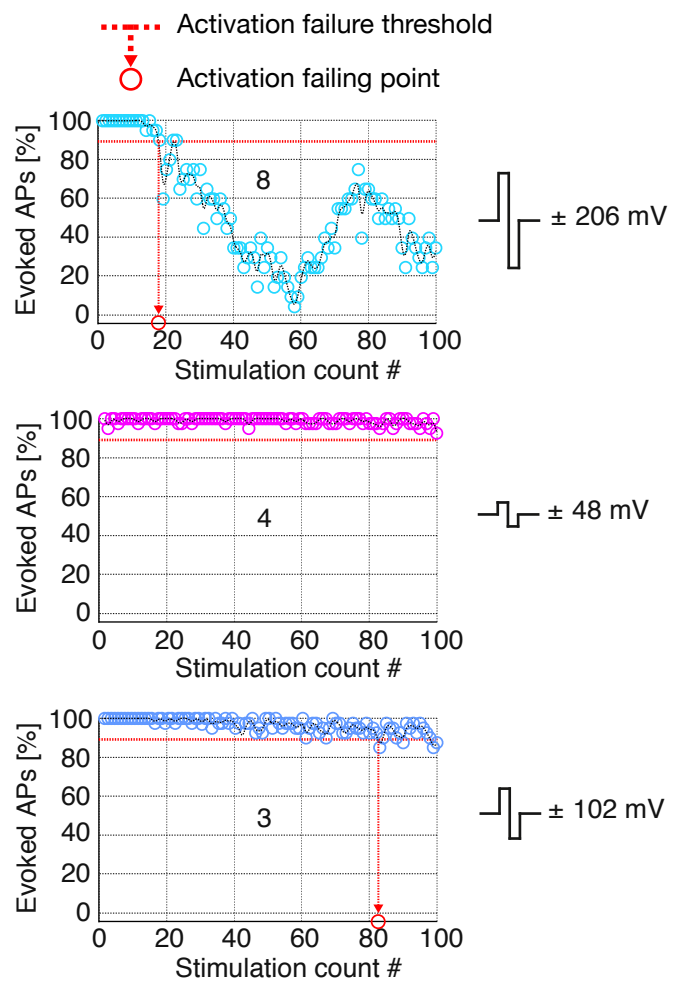 Activation failure threshold
Activation failing point
Evoked APs [%]
100
80
60
40
20
0
8
0 20 40 60 80 100
Stimulation count #
± 206 mV
Evoked APs [%]
100
80
60
40
20
0
4
0 20 40 60 80 100
Stimulation count #
± 48 mV
Evoked APs [%]
100
80
60
40
20
0
3
0 20 40 60 80 100
Stimulation count #
± 102 mV